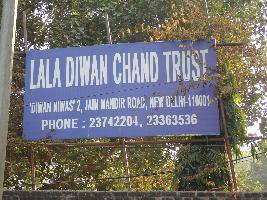 LALA DIWAN CHAND TRUST
'DIWAN NIWAS' 2, JAIN MANDIR ROAD, NEW DELHI-110001
PHONE : 23742204, 23363536